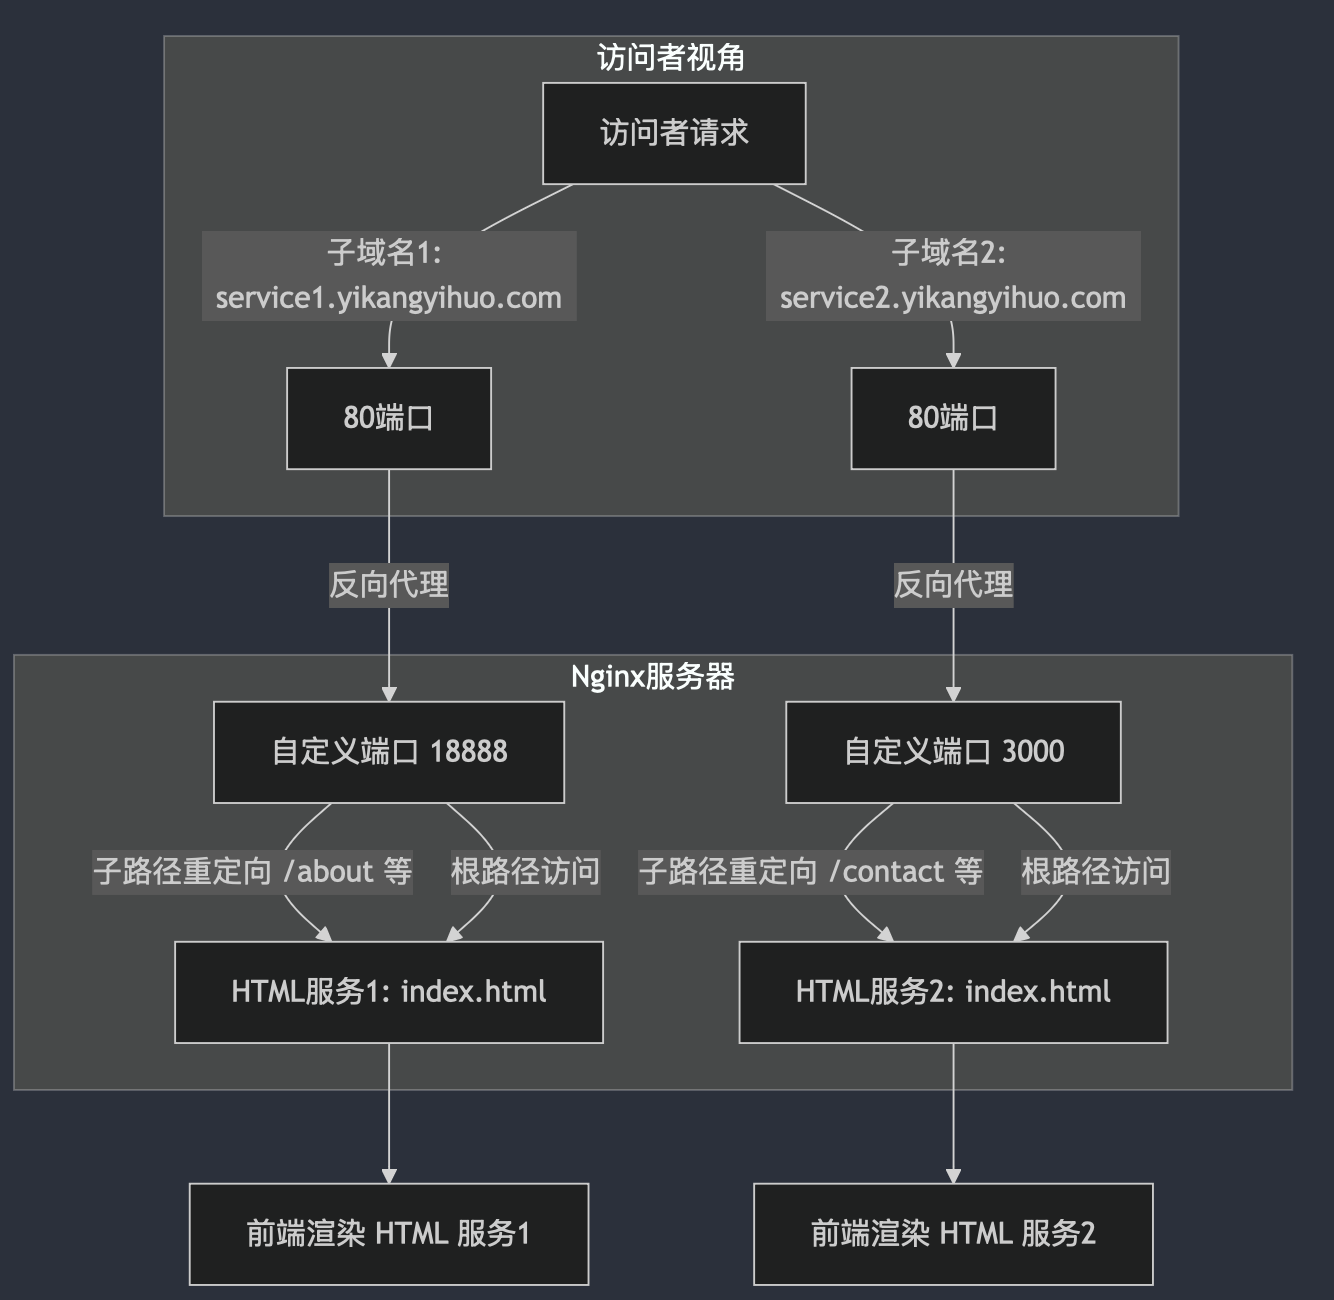 访问者视角
访问者请求
子域名1:
service1.yikangyihuo.com
子域名2:
service2.yikangyihuo.com
80端口
80端口
反向代理
反向代理
Nginx服务器
自定义端口 18888
自定义端口 3000
子路径重定向 /about 等
根路径访问
子路径重定向 /contact 等
根路径访问
HTML服务1: index.html
HTML服务2: index.html
前端渲染 HTML 服务1
前端渲染 HTML 服务2